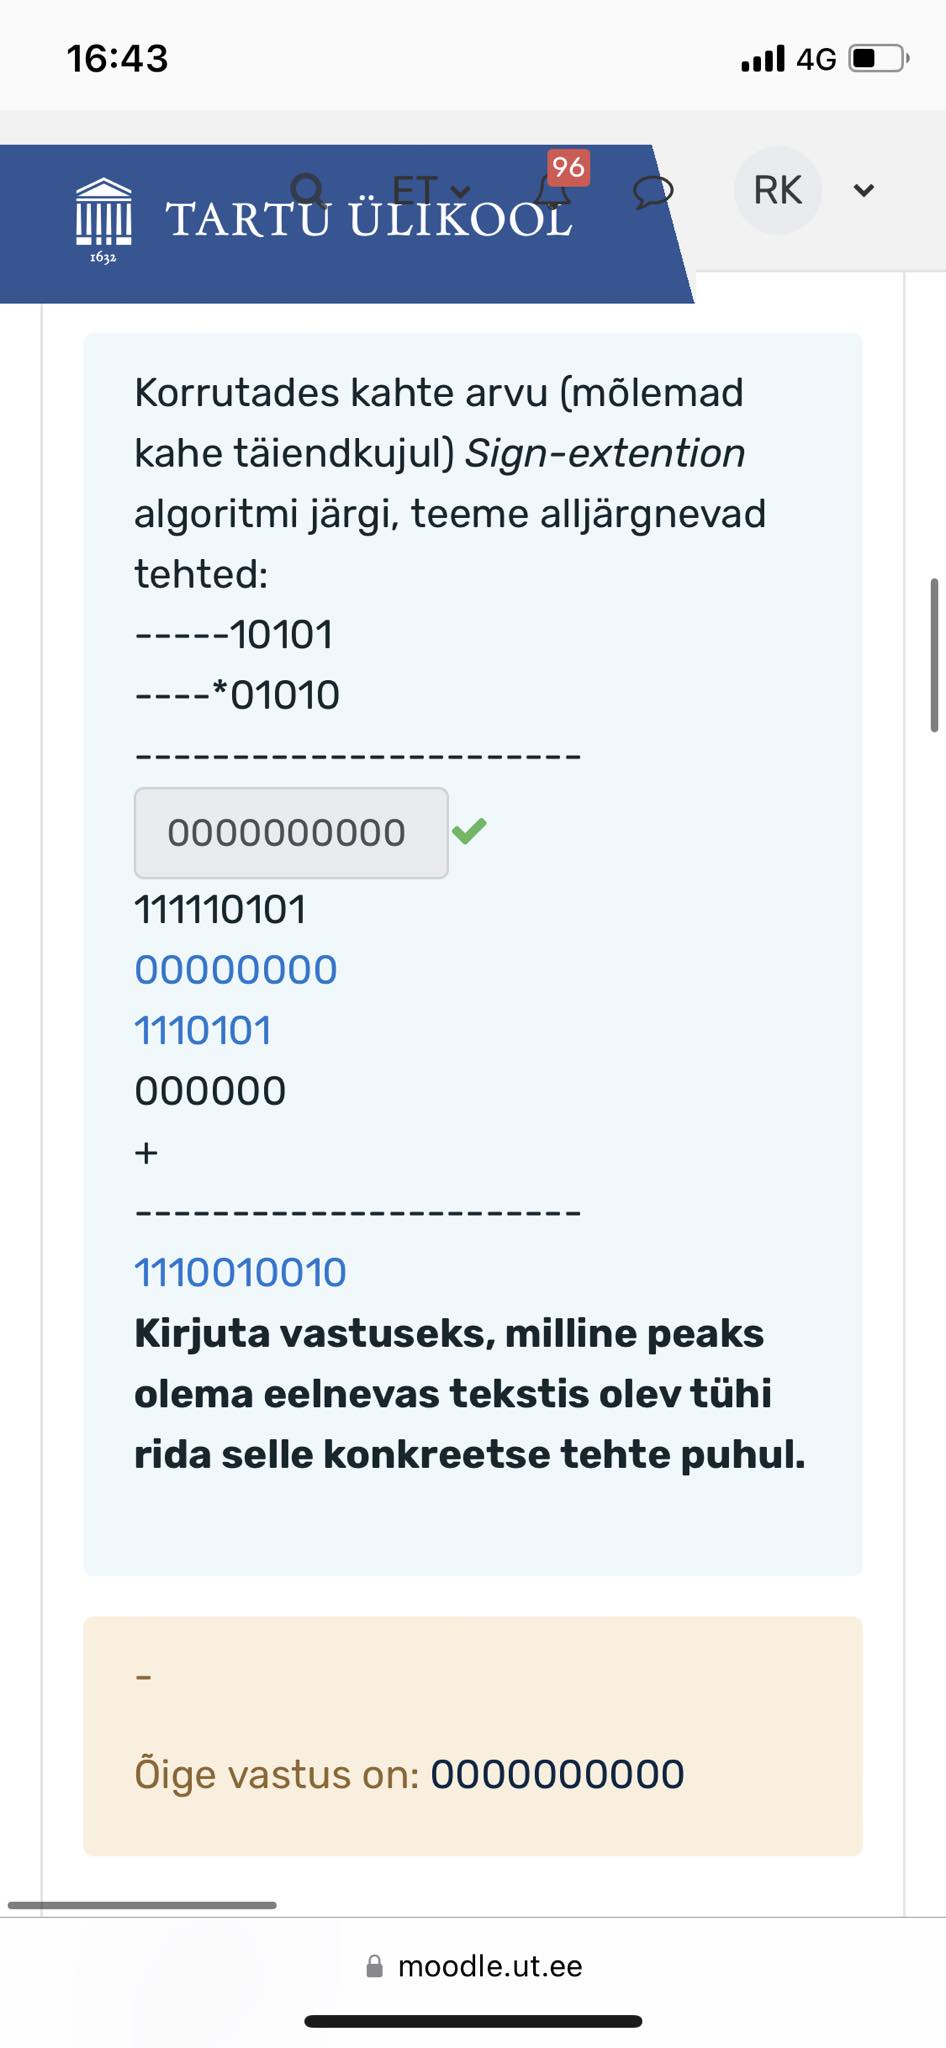 16:43
4G
96
ET
RK
TARTU ÜLIKOOL
1632
Korrutades kahte arvu (mõlemad
kahe täiendkujul) Sign-extention
algoritmi järgi, teeme alljärgnevad
tehted:
-----10101
----*01010
-----------------------
0000000000
111110101
00000000
1110101
000000
+
-----------------------
1110010010
Kirjuta vastuseks, milline peaks
olema eelnevas tekstis olev tühi
rida selle konkreetse tehte puhul.
-
Õige vastus on: 0000000000
moodle.ut.ee